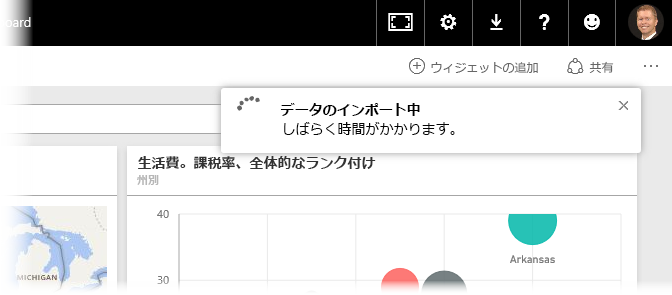 ウィジェットの追加 共有
データのインポート中
しばらく時間がかかります。
生活費。課税率、全体的なランク付け
州別
40
Arkansas
30
MICHIGAN